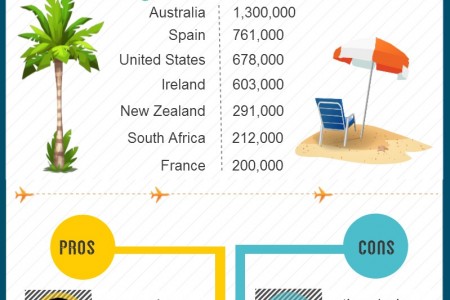 Australia 1,300,000
Spain 761,000
United States 678,000
Ireland 603,000
New Zealand 291,000
South Africa 212,000
France 200,000
PROS CONS